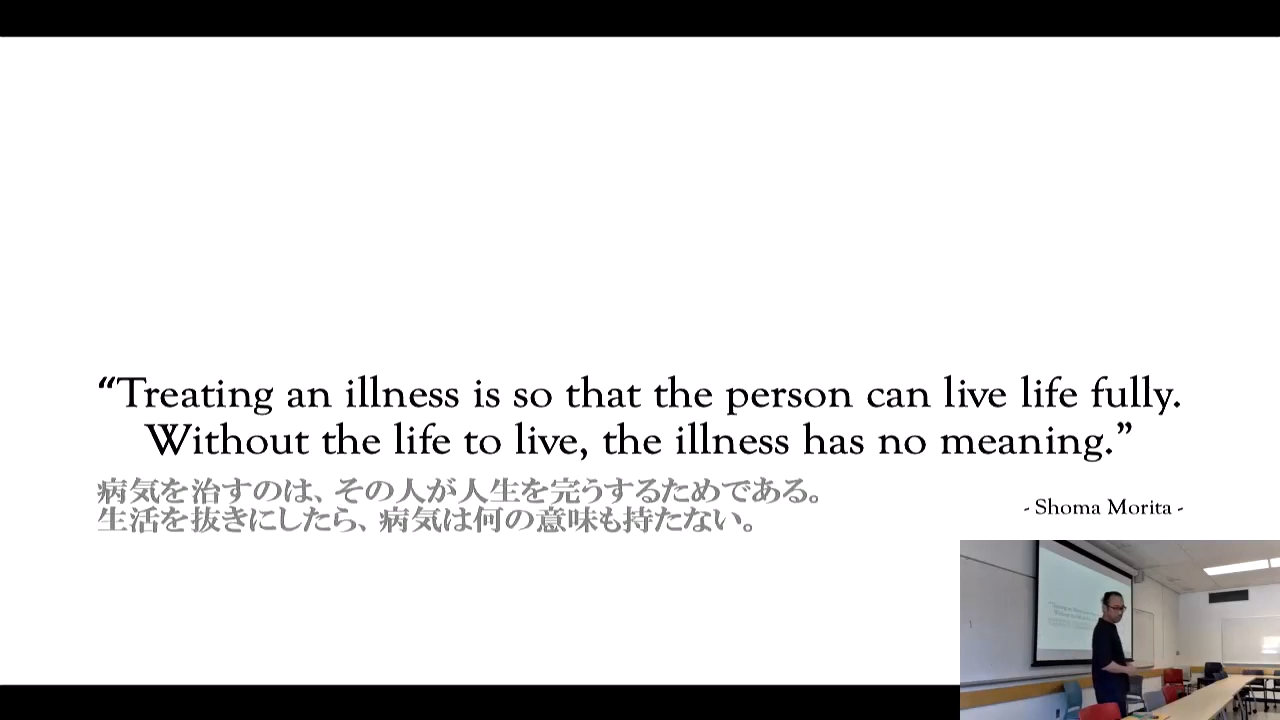 “Treating an illness is so that the person can live life fully.
Without the life to live, the illness has no meaning.”
病気を治すのは、その人が人生を完うするためである。
生活を抜きにしたら、病気は何の意味も持たない。
- Shoma Morita -